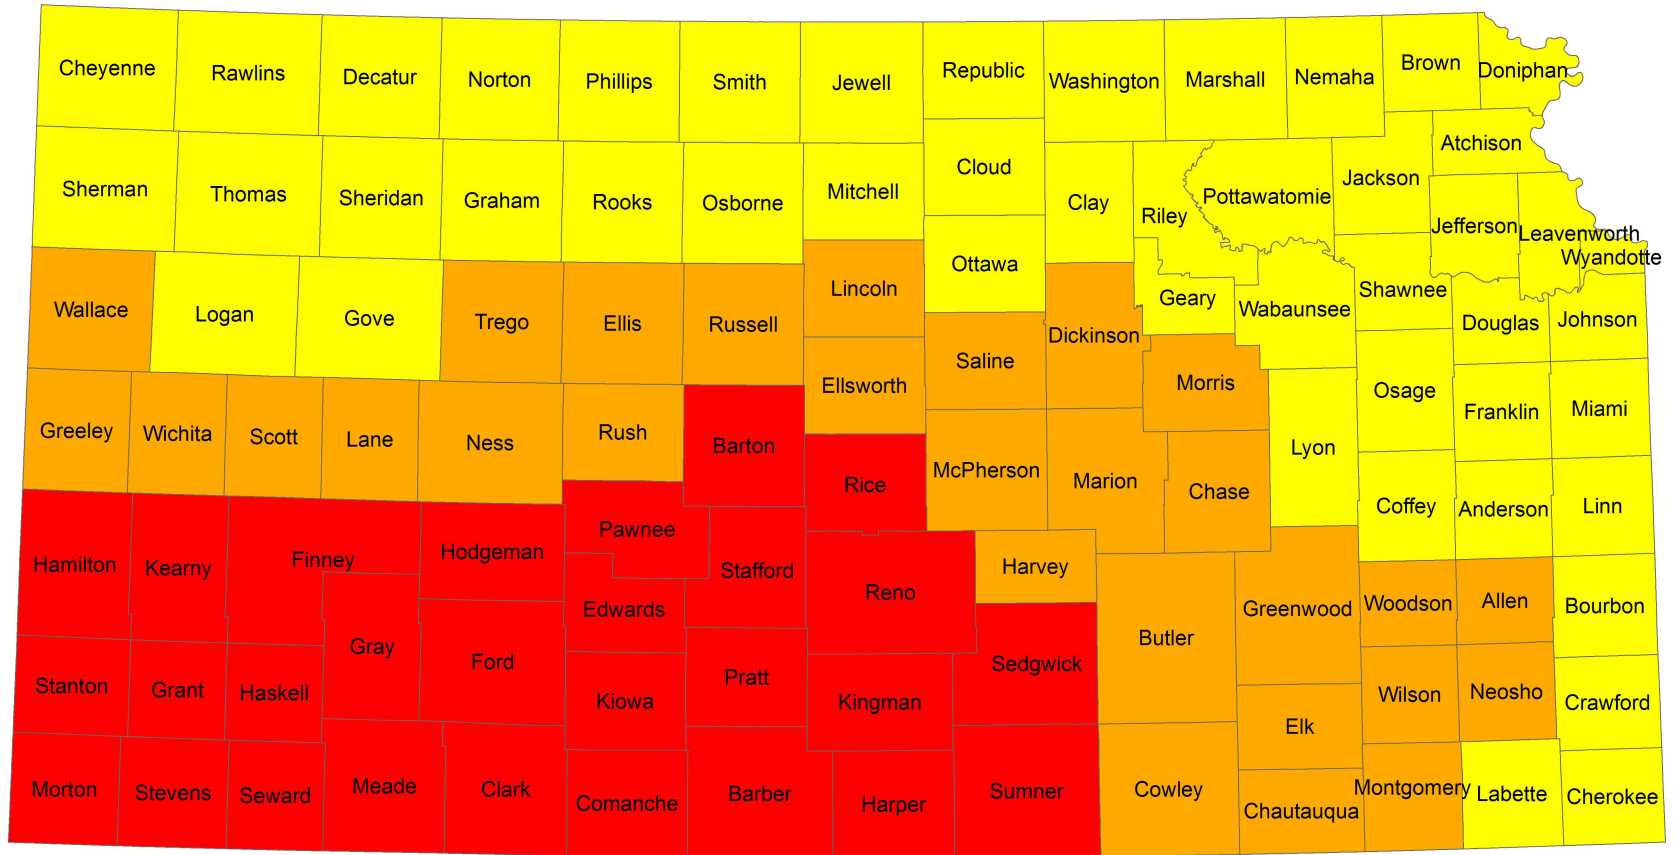 Cheyenne
Rawlins
Decatur
Norton
Phillips
Smith
Jewell
Republic
Washington
Marshall
Nemaha
Brown
Doniphan
Sherman
Thomas
Sheridan
Graham
Rooks
Osborne
Mitchell
Cloud
Clay
Riley
Pottawatomie
Jackson
Atchison
Jefferson
Leavenworth
Wyandotte
Wallace
Logan
Gove
Trego
Ellis
Russell
Lincoln
Ottawa
Dickinson
Geary
Wabaunsee
Shawnee
Douglas
Johnson
Greeley
Wichita
Scott
Lane
Ness
Rush
Barton
Ellsworth
Saline
Morris
Lyon
Osage
Franklin
Miami
Rice
McPherson
Marion
Chase
Coffey
Anderson
Linn
Hamilton
Kearny
Finney
Hodgeman
Pawnee
Stafford
Edwards
Reno
Harvey
Butler
Greenwood
Woodson
Allen
Bourbon
Stanton
Grant
Haskell
Gray
Ford
Kiowa
Pratt
Kingman
Sedgwick
Elk
Wilson
Neosho
Crawford
Morton
Stevens
Seward
Meade
Clark
Comanche
Barber
Harper
Sumner
Cowley
Chautauqua
Montgomery
Labette
Cherokee